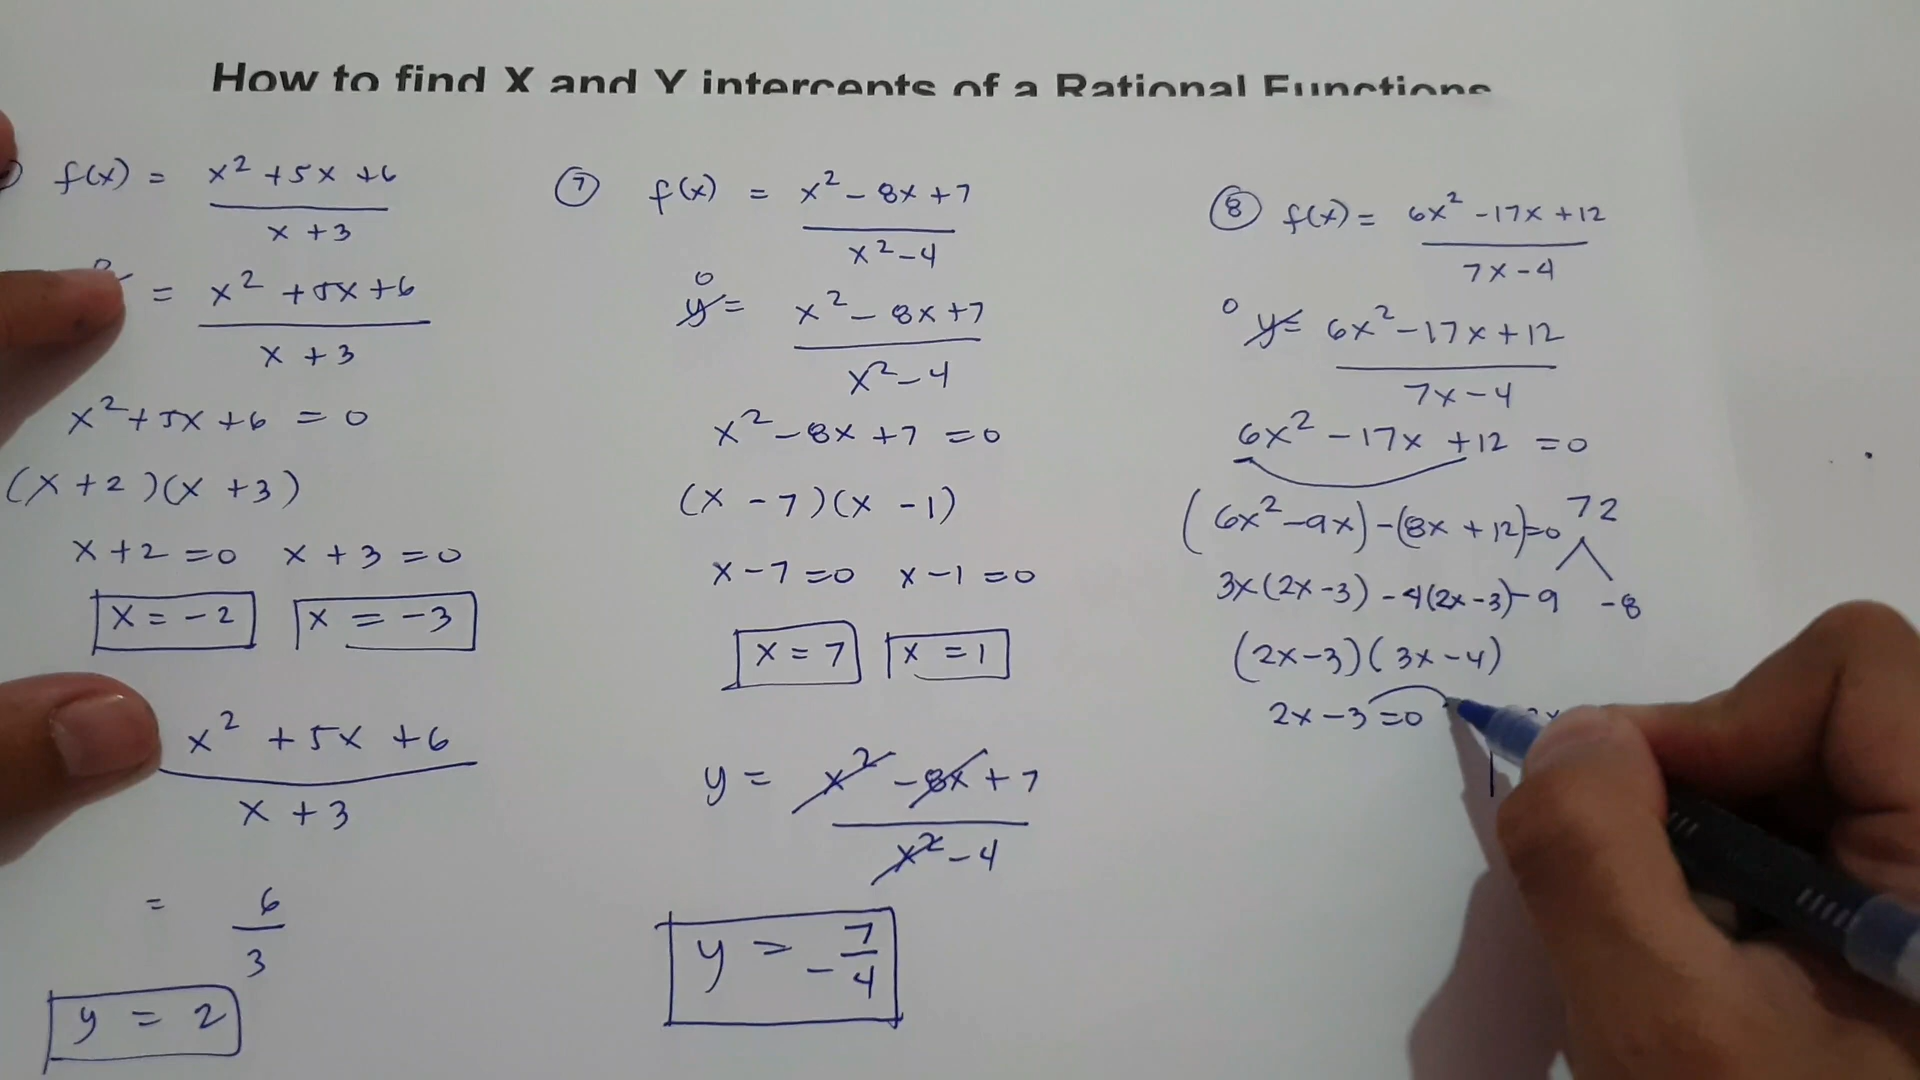 How to find X and Y intercepts of a Rational Functions
f(x) = x² + 5x + 6
x + 3
= x² + 5x + 6
x + 3
x² + 5x + 6 = 0
(x + 2)(x + 3)
x + 2 = 0 x + 3 = 0
x = -2 x = -3
x² + 5x + 6
x + 3
= 6
3
y = 2
⑦ f(x) = x² - 8x + 7
x² - 4
0
y = x² - 8x + 7
x² - 4
x² - 8x + 7 = 0
(x - 7)(x - 1)
x - 7 = 0 x - 1 = 0
x = 7 x = 1
y = x² - 8x + 7
x² - 4
y = - 7
4
⑧ f(x) = 6x² - 17x + 12
7x - 4
0
y = 6x² - 17x + 12
7x - 4
6x² - 17x + 12 = 0
72
(6x² - 9x) - (8x + 12) = 0
3x(2x - 3) - 4(2x - 3) - 9 - 8
(2x - 3)(3x - 4)
2x - 3 = 0